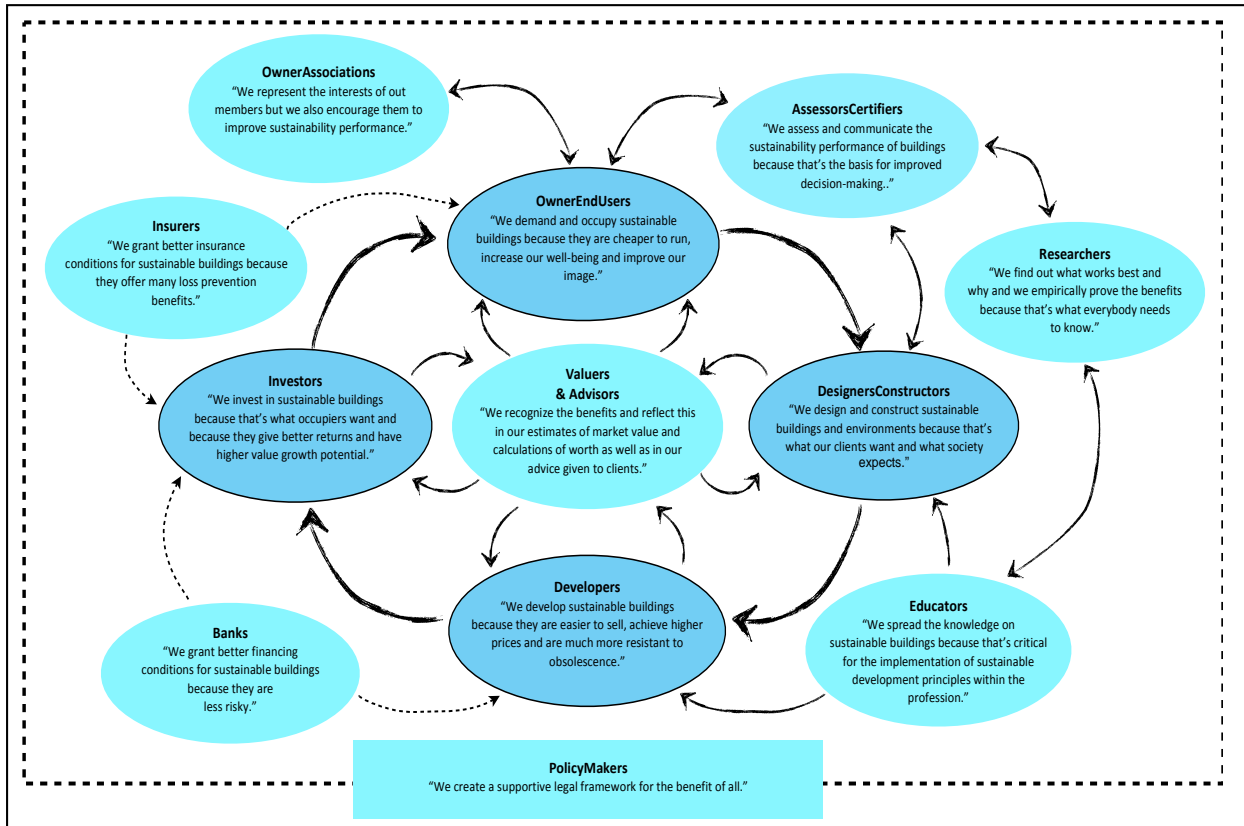 OwnerAssociations
“We represent the interests of out
members but we also encourage them to
improve sustainability performance.”
AssessorsCertifiers
“We assess and communicate the
sustainability performance of buildings
because that’s the basis for improved
decision-making..”
OwnerEndUsers
“We demand and occupy sustainable
buildings because they are cheaper to run,
increase our well-being and improve our
image.”
Insurers
“We grant better insurance
conditions for sustainable buildings because
they offer many loss prevention
benefits.”
Researchers
“We find out what works best and
why and we empirically prove the benefits
because that’s what everybody needs
to know.”
Investors
“We invest in sustainable buildings
because that’s what occupiers want and
because they give better returns and have
higher value growth potential.”
Valuers
& Advisors
“We recognize the benefits and reflect this
in our estimates of market value and
calculations of worth as well as in our
advice given to clients.”
DesignersConstructors
“We design and construct sustainable
buildings and environments because that’s
what our clients want and what society
expects.”
Developers
“We develop sustainable buildings
because they are easier to sell, achieve higher
prices and are much more resistant to
obsolescence.”
Banks
“We grant better financing
conditions for sustainable buildings
because they are
less risky.”
Educators
“We spread the knowledge on
sustainable buildings because that’s critical
for the implementation of sustainable
development principles within the
profession.”
PolicyMakers
“We create a supportive legal framework for the benefit of all.”